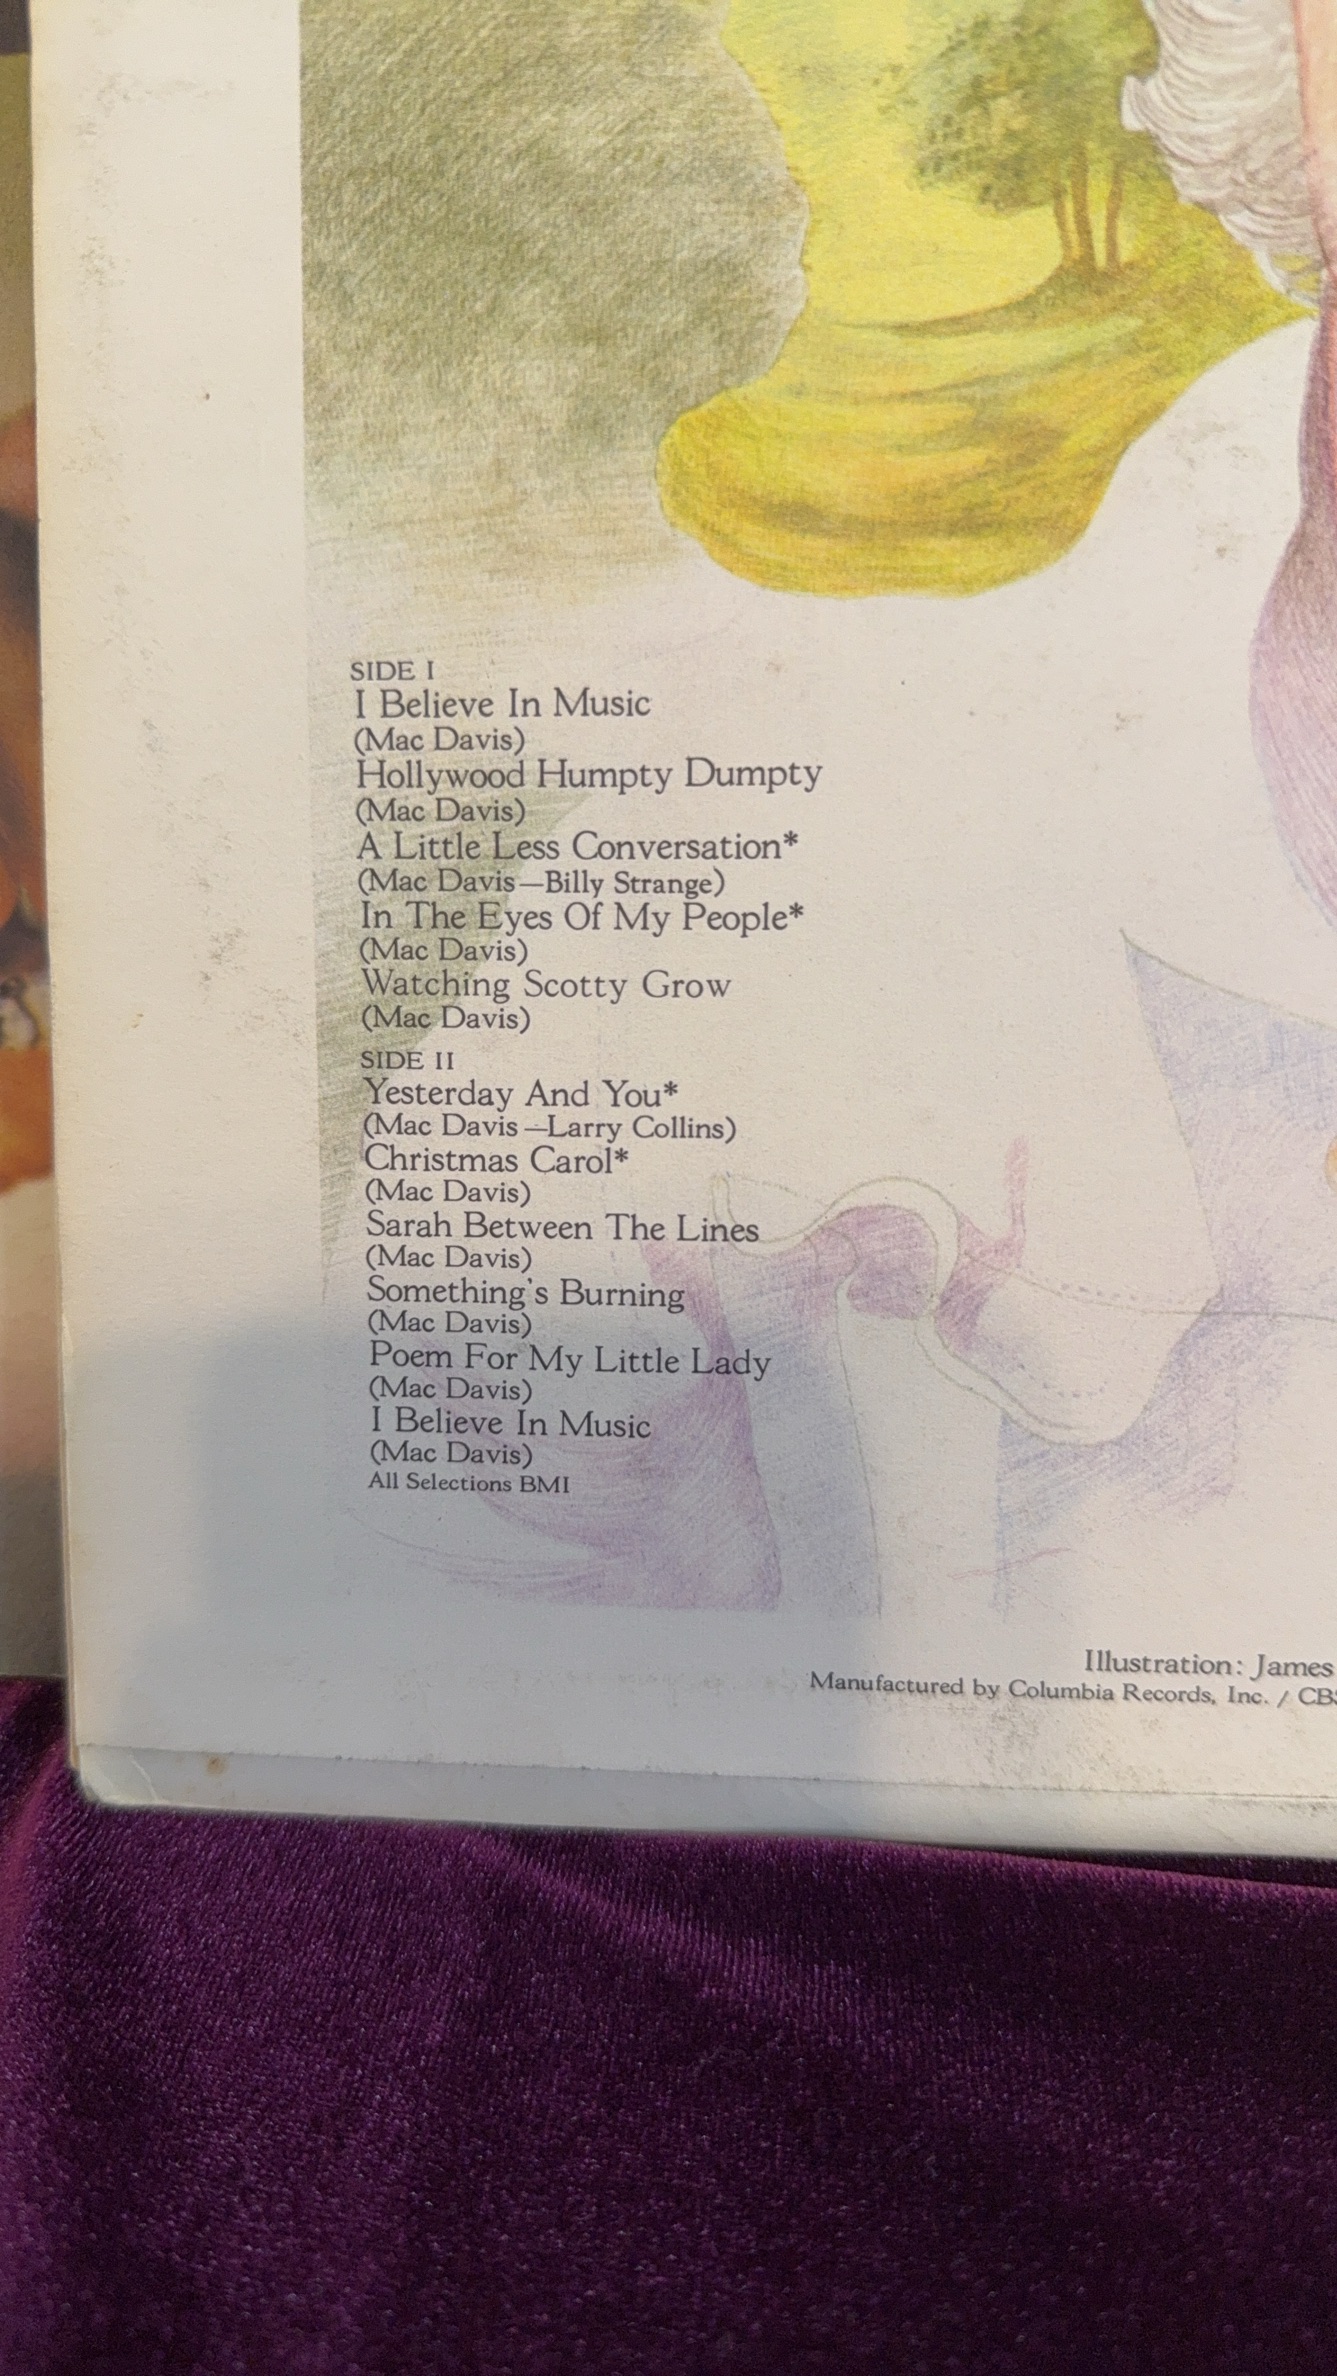 SIDE I
I Believe In Music
(Mac Davis)
Hollywood Humpty Dumpty
(Mac Davis)
A Little Less Conversation*
(Mac Davis—Billy Strange)
In The Eyes Of My People*
(Mac Davis)
Watching Scotty Grow
(Mac Davis)
SIDE II
Yesterday And You*
(Mac Davis—Larry Collins)
Christmas Carol*
(Mac Davis)
Sarah Between The Lines
(Mac Davis)
Something's Burning
(Mac Davis)
Poem For My Little Lady
(Mac Davis)
I Believe In Music
(Mac Davis)
All Selections BMI
Illustration: James
Manufactured by Columbia Records, Inc. / CBS